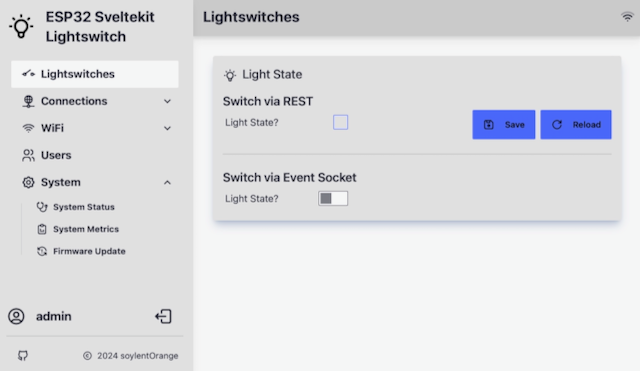 ESP32 Sveltekit
Lightswitch
Lightswitches
Connections
WiFi
Users
System
System Status
System Metrics
Firmware Update
admin
© 2024 soylentOrange
Lightswitches
Light State
Switch via REST
Light State?
Save
Reload
Switch via Event Socket
Light State?